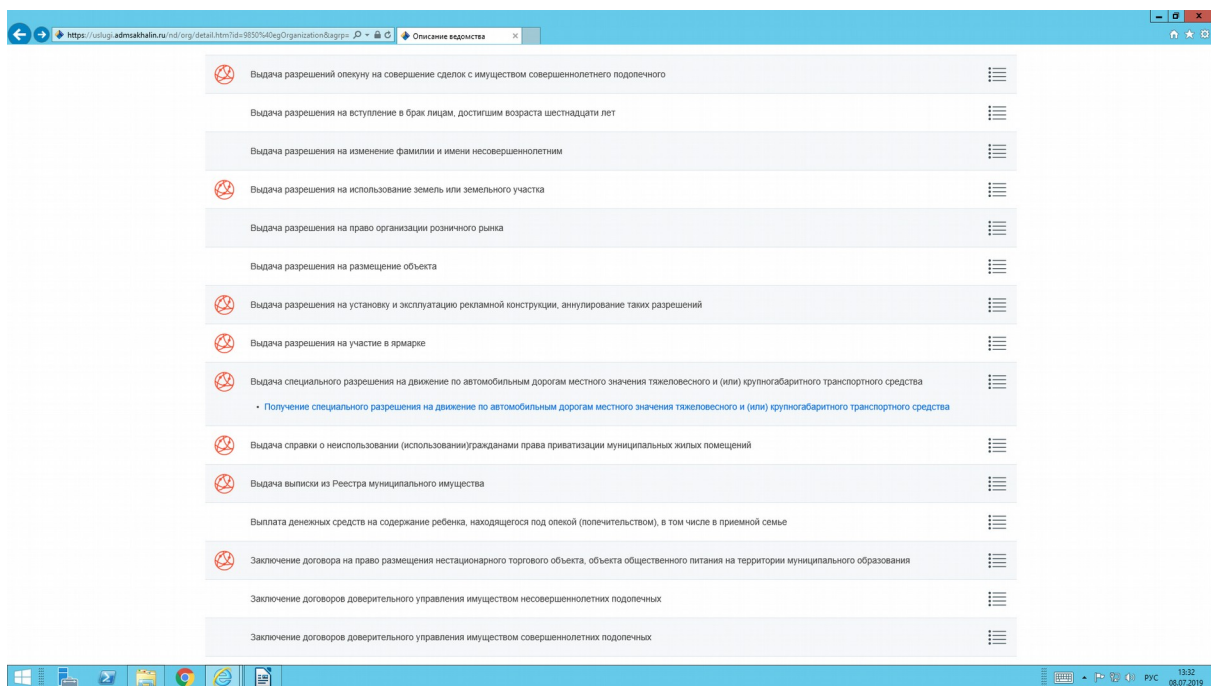 https://uslugi.admsakhalin.ru/nd/org/detail.htm?id=9850%40egOrganization&agrp=
Описание ведомства
Выдача разрешений опекуну на совершение сделок с имуществом совершеннолетнего подопечного
Выдача разрешения на вступление в брак лицам, достигшим возраста шестнадцати лет
Выдача разрешения на изменение фамилии и имени несовершеннолетним
Выдача разрешения на использование земель или земельного участка
Выдача разрешения на право организации розничного рынка
Выдача разрешения на размещение объекта
Выдача разрешения на установку и эксплуатацию рекламной конструкции, аннулирование таких разрешений
Выдача разрешения на участие в ярмарке
Выдача специального разрешения на движение по автомобильным дорогам местного значения тяжеловесного и (или) крупногабаритного транспортного средства
• Получение специального разрешения на движение по автомобильным дорогам местного значения тяжеловесного и (или) крупногабаритного транспортного средства
Выдача справки о неиспользовании (использовании)гражданами права приватизации муниципальных жилых помещений
Выдача выписки из Реестра муниципального имущества
Выплата денежных средств на содержание ребенка, находящегося под опекой (попечительством), в том числе в приемной семье
Заключение договора на право размещения нестационарного торгового объекта, объекта общественного питания на территории муниципального образования
Заключение договоров доверительного управления имуществом несовершеннолетних подопечных
Заключение договоров доверительного управления имуществом совершеннолетних подопечных
РУС
13:32
08.07.2019